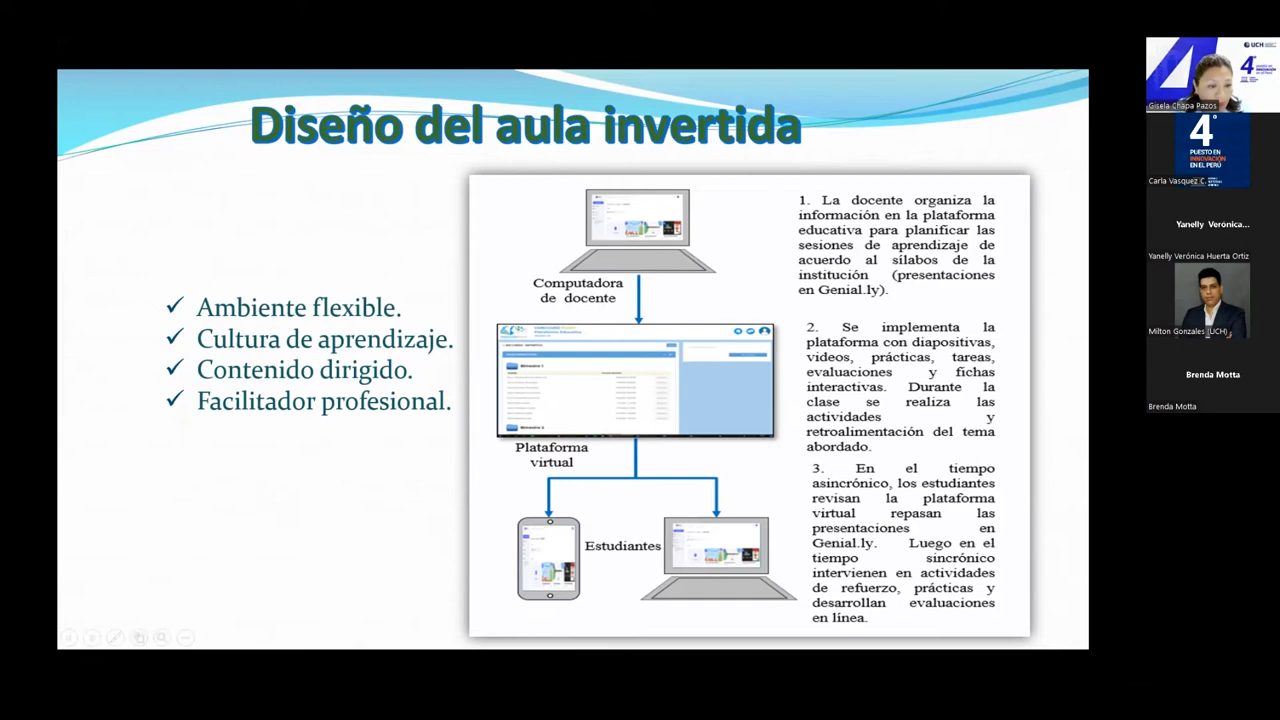 Diseño del aula invertida
✓ Ambiente flexible.
✓ Cultura de aprendizaje.
✓ Contenido dirigido.
✓ Facilitador profesional.
Computadora
de docente
Bimestre 1
Bimestre 2
Plataforma
virtual
Estudiantes
1. La docente organiza la
información en la plataforma
educativa para planificar las
sesiones de aprendizaje de
acuerdo al sílabos de la
institución (presentaciones
en Genial.ly).
2. Se implementa la
plataforma con diapositivas,
videos, prácticas, tareas,
evaluaciones y fichas
interactivas. Durante la
clase se realiza las
actividades y
retroalimentación del tema
abordado.
3. En el tiempo
asincrónico, los estudiantes
revisan la plataforma
virtual repasan las
presentaciones en
Genial.ly. Luego en el
tiempo sincrónico
intervienen en actividades
de refuerzo, prácticas y
desarrollan evaluaciones
en línea.
UCH
4°
Gisela Chapa Pazos
4°
PUESTO EN
INNOVACIÓN
EN EL PERÚ
Carla Vasquez C.
Yanelly Verónica...
Yanelly Verónica Huerta Ortiz
Milton Gonzales (UCH)
Brenda Motta
Brenda Motta